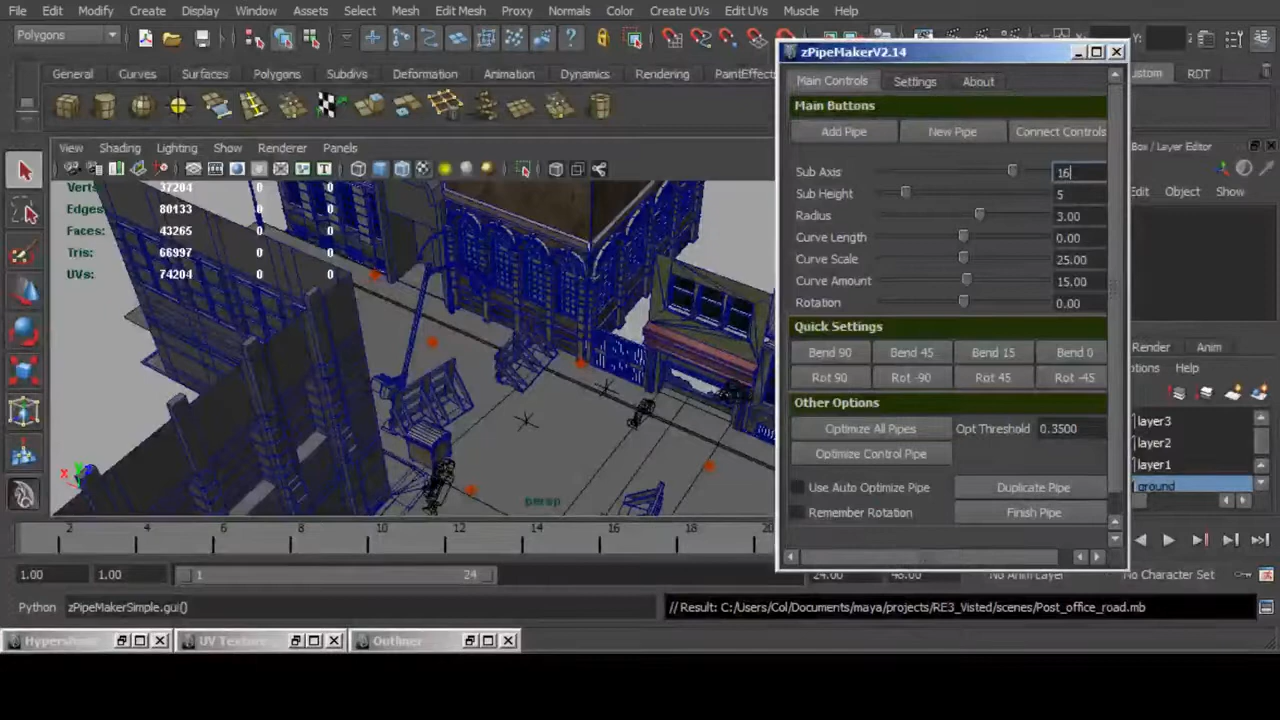 File Edit Modify Create Display Window Assets Select Mesh Edit Mesh Proxy Normals Color Create UVs Edit UVs Muscle Help
Polygons
zPipeMakerV2.14
General Curves Surfaces Polygons Subdivs Deformation Animation Dynamics Rendering PaintEffects
Custom RDT
Main Controls Settings About
Main Buttons
Add Pipe New Pipe Connect Controls
View Shading Lighting Show Renderer Panels
Box / Layer Editor
Verts: 37204 0 0
Edges: 80133 0 0
Faces: 43265 0 0
Tris: 66997 0 0
UVs: 74204 0 0
Sub Axis 16
Sub Height 5
Radius 3.00
Curve Length 0.00
Curve Scale 25.00
Curve Amount 15.00
Rotation 0.00
Edit Object Show
Quick Settings
Bend 90 Bend 45 Bend 15 Bend 0
Rot 90 Rot -90 Rot 45 Rot -45
Render Anim
Options Help
Other Options
Optimize All Pipes Opt Threshold 0.3500
Optimize Control Pipe
Use Auto Optimize Pipe Duplicate Pipe
Remember Rotation Finish Pipe
layer3
layer2
layer1
ground
persp
2 4 6 8 10 12 14 16 18 20
1.00 1.00 1 24 24.00 48.00 No Anim Layer No Character Set
Python zPipeMakerSimple.gui() // Result: C:/Users/Col/Documents/maya/projects/RE3_Visted/scenes/Post_office_road.mb
Hypersha UV Textur Outliner